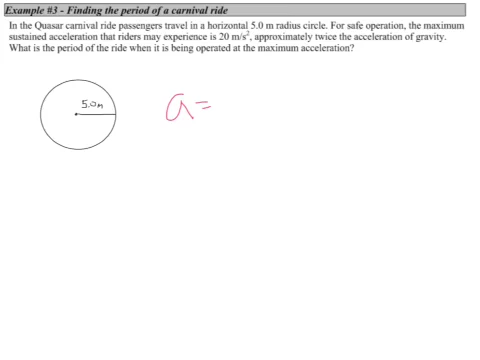 Example #3 - Finding the period of a carnival ride
In the Quasar carnival ride passengers travel in a horizontal 5.0 m radius circle. For safe operation, the maximum
sustained acceleration that riders may experience is 20 m/s², approximately twice the acceleration of gravity.
What is the period of the ride when it is being operated at the maximum acceleration?
5.0m
a=